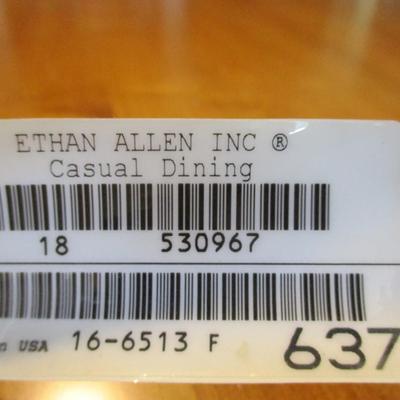 ETHAN ALLEN INC ®
Casual Dining
18 530967
USA 16-6513 F 637